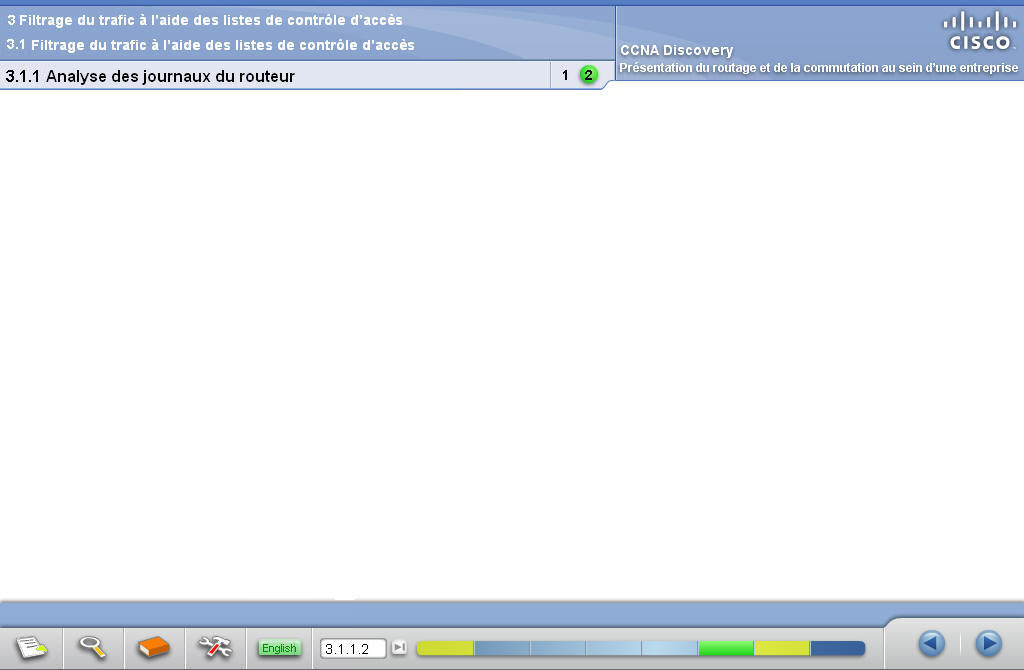 3 Filtrage du trafic à l'aide des listes de contrôle d'accès
3.1 Filtrage du trafic à l'aide des listes de contrôle d'accès
3.1.1 Analyse des journaux du routeur
1 2
CISCO
CCNA Discovery
Présentation du routage et de la commutation au sein d'une entreprise
English
3.1.1.2